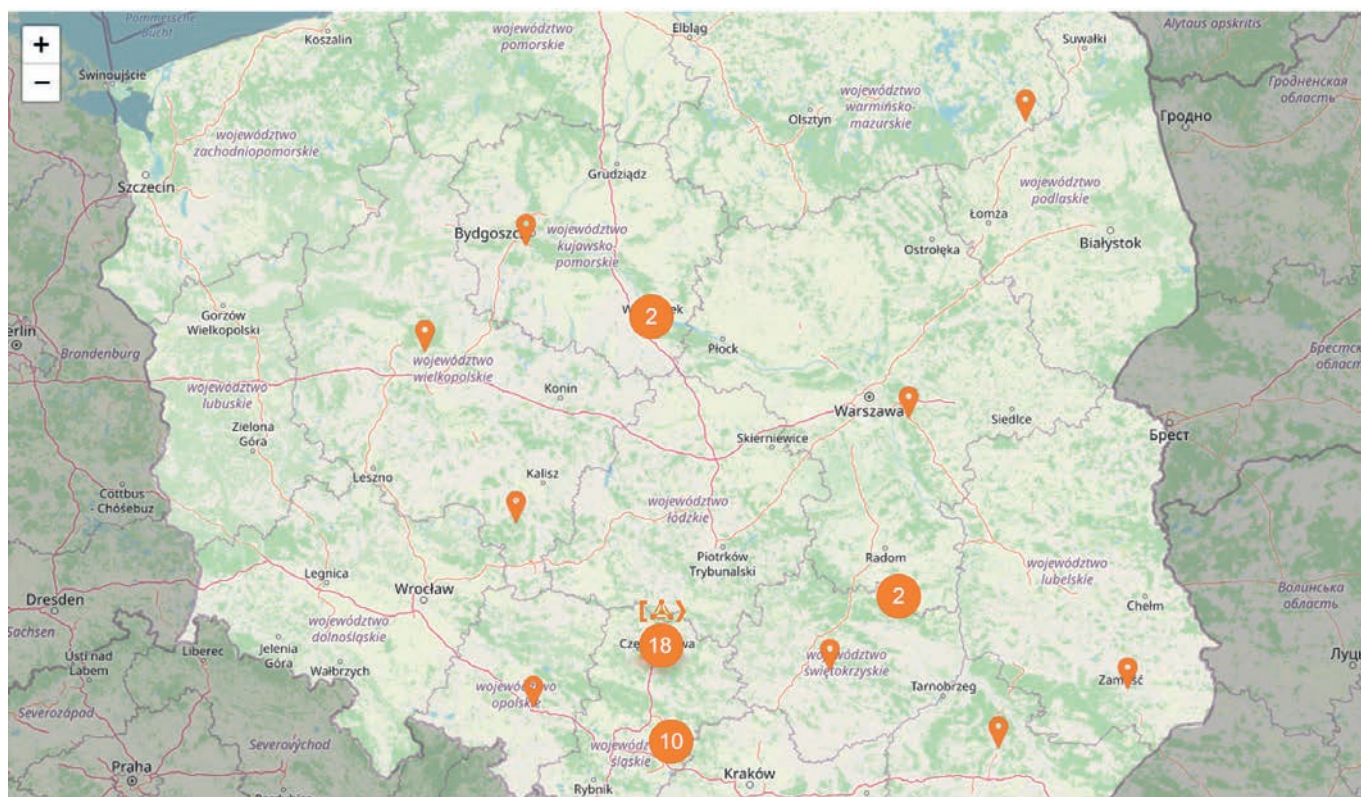 Pommersche
Bucht
Koszalin
województwo
pomorskie
Elbląg
Suwałki
Alytaus apskritis
+
−
Świnoujście
województwo
zachodniopomorskie
Olsztyn
województwo
warmińsko-
mazurskie
Гродненская
область
Гродно
Szczecin
Grudziądz
województwo
podlaskie
Łomża
Białystok
Bydgoszcz
województwo
kujawsko-
pomorskie
Ostrołęka
Gorzów
Wielkopolski
2
Płock
Brandenburg
województwo
wielkopolskie
województwo
lubuskie
Konin
Warszawa
Siedlce
Брест
Zielona
Góra
Skierniewice
Leszno
Kalisz
Cottbus
- Chóśebuz
województwo
łódzkie
Piotrków
Trybunalski
Radom
województwo
lubelskie
Legnica
Wrocław
2
Chełm
Dresden
Sachsen
województwo
dolnośląskie
18
Ústí nad
Labem
Liberec
Jelenia
Góra
Wałbrzych
województwo
świętokrzyskie
Zamość
województwo
opolskie
Tarnobrzeg
Severozápad
Severovýchod
10
województwo
śląskie
Praha
Rybnik
Kraków
Волинська
область